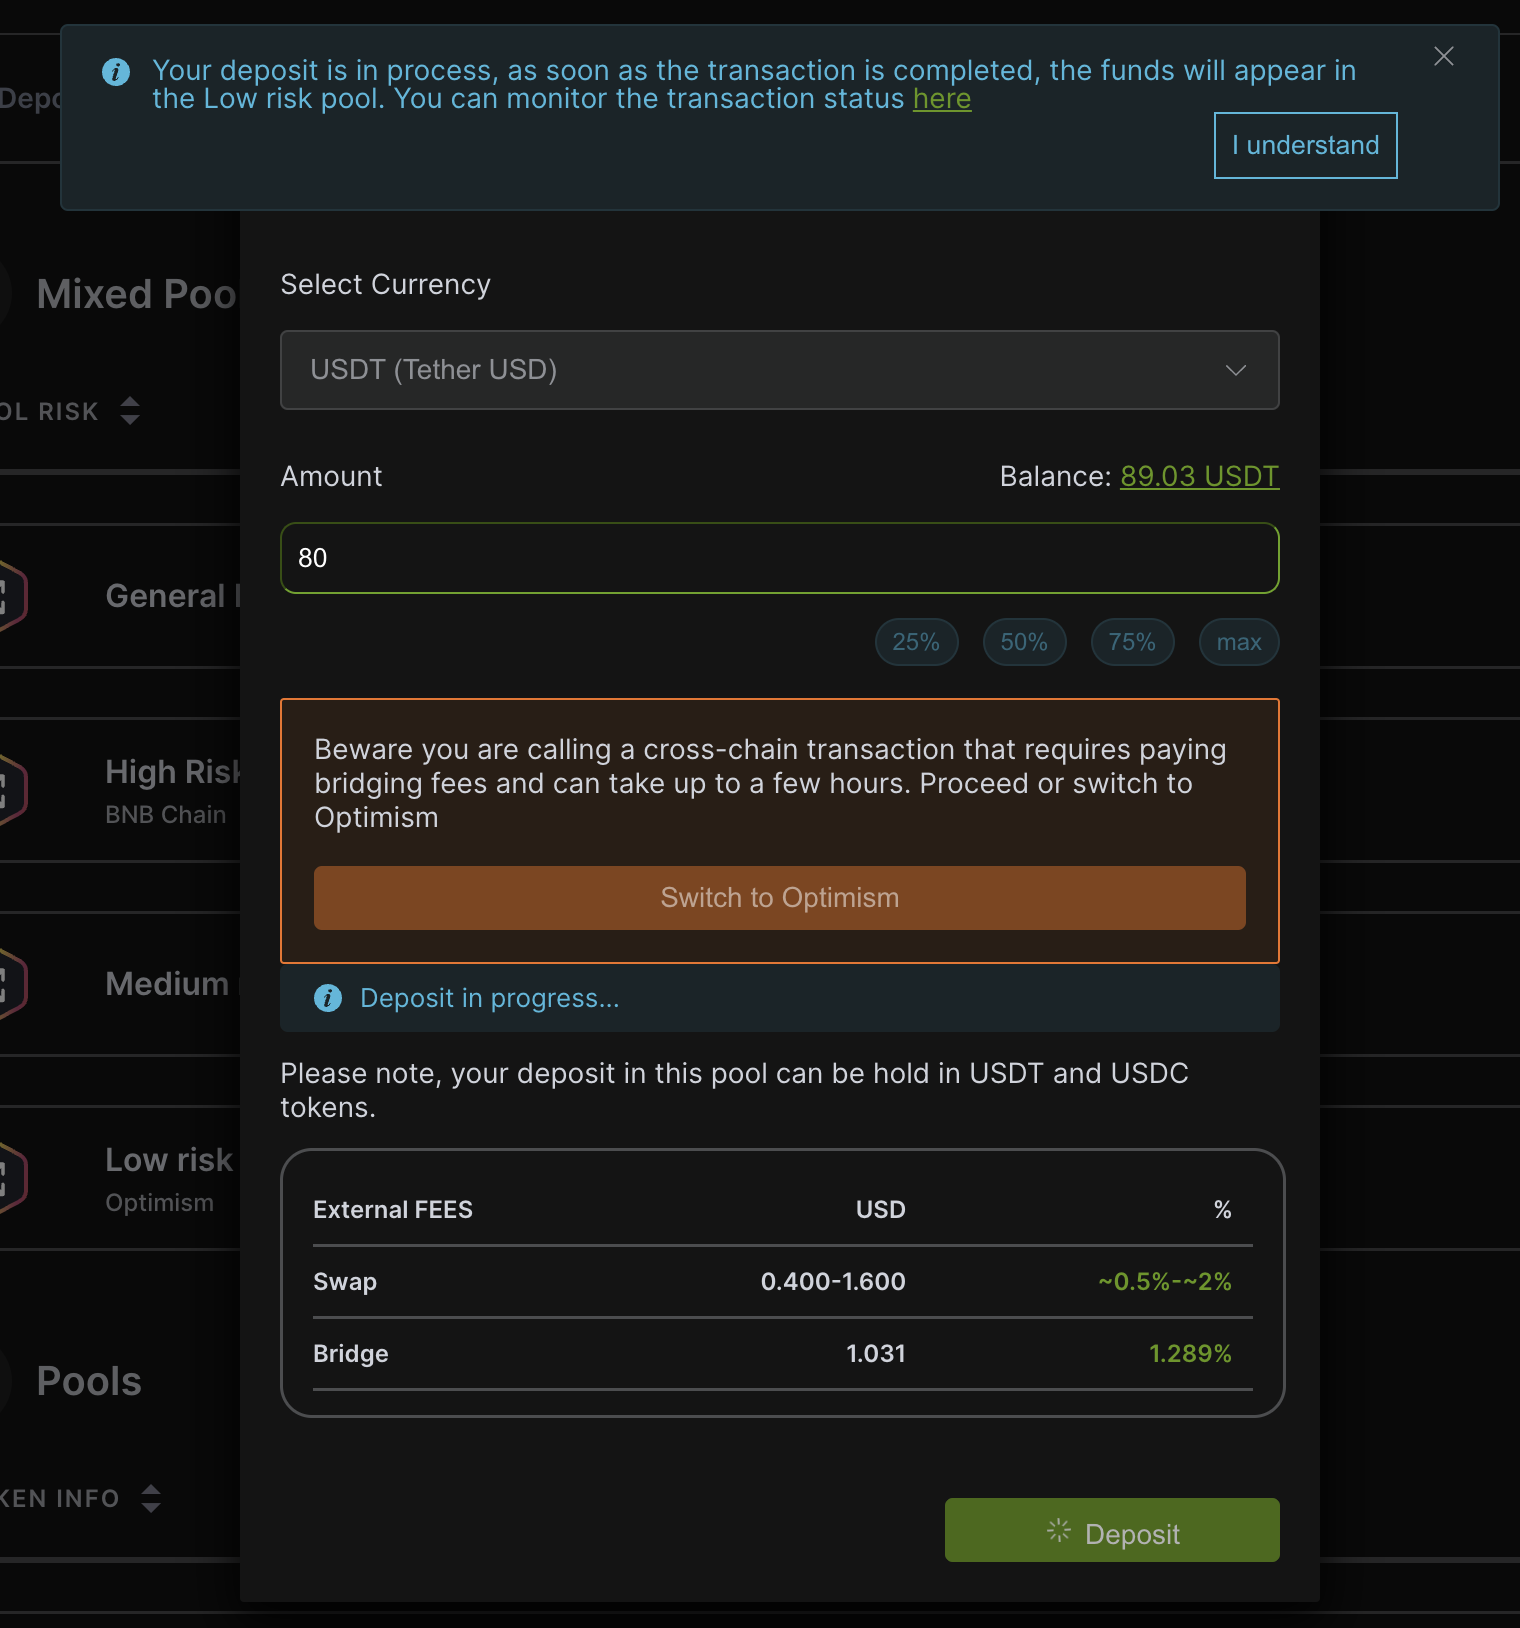 Your deposit is in process, as soon as the transaction is completed, the funds will appear in
the Low risk pool. You can monitor the transaction status here
I understand
Select Currency
Mixed Poo
USDT (Tether USD)
OL RISK
Amount
Balance: 89.03 USDT
80
General
25% 50% 75% max
Beware you are calling a cross-chain transaction that requires paying
bridging fees and can take up to a few hours. Proceed or switch to
Optimism
High Risk
BNB Chain
Switch to Optimism
Medium
Deposit in progress...
Please note, your deposit in this pool can be hold in USDT and USDC
tokens.
Low risk
Optimism
External FEES USD %
Swap 0.400-1.600 ~0.5%-~2%
Bridge 1.031 1.289%
Pools
KEN INFO
Deposit